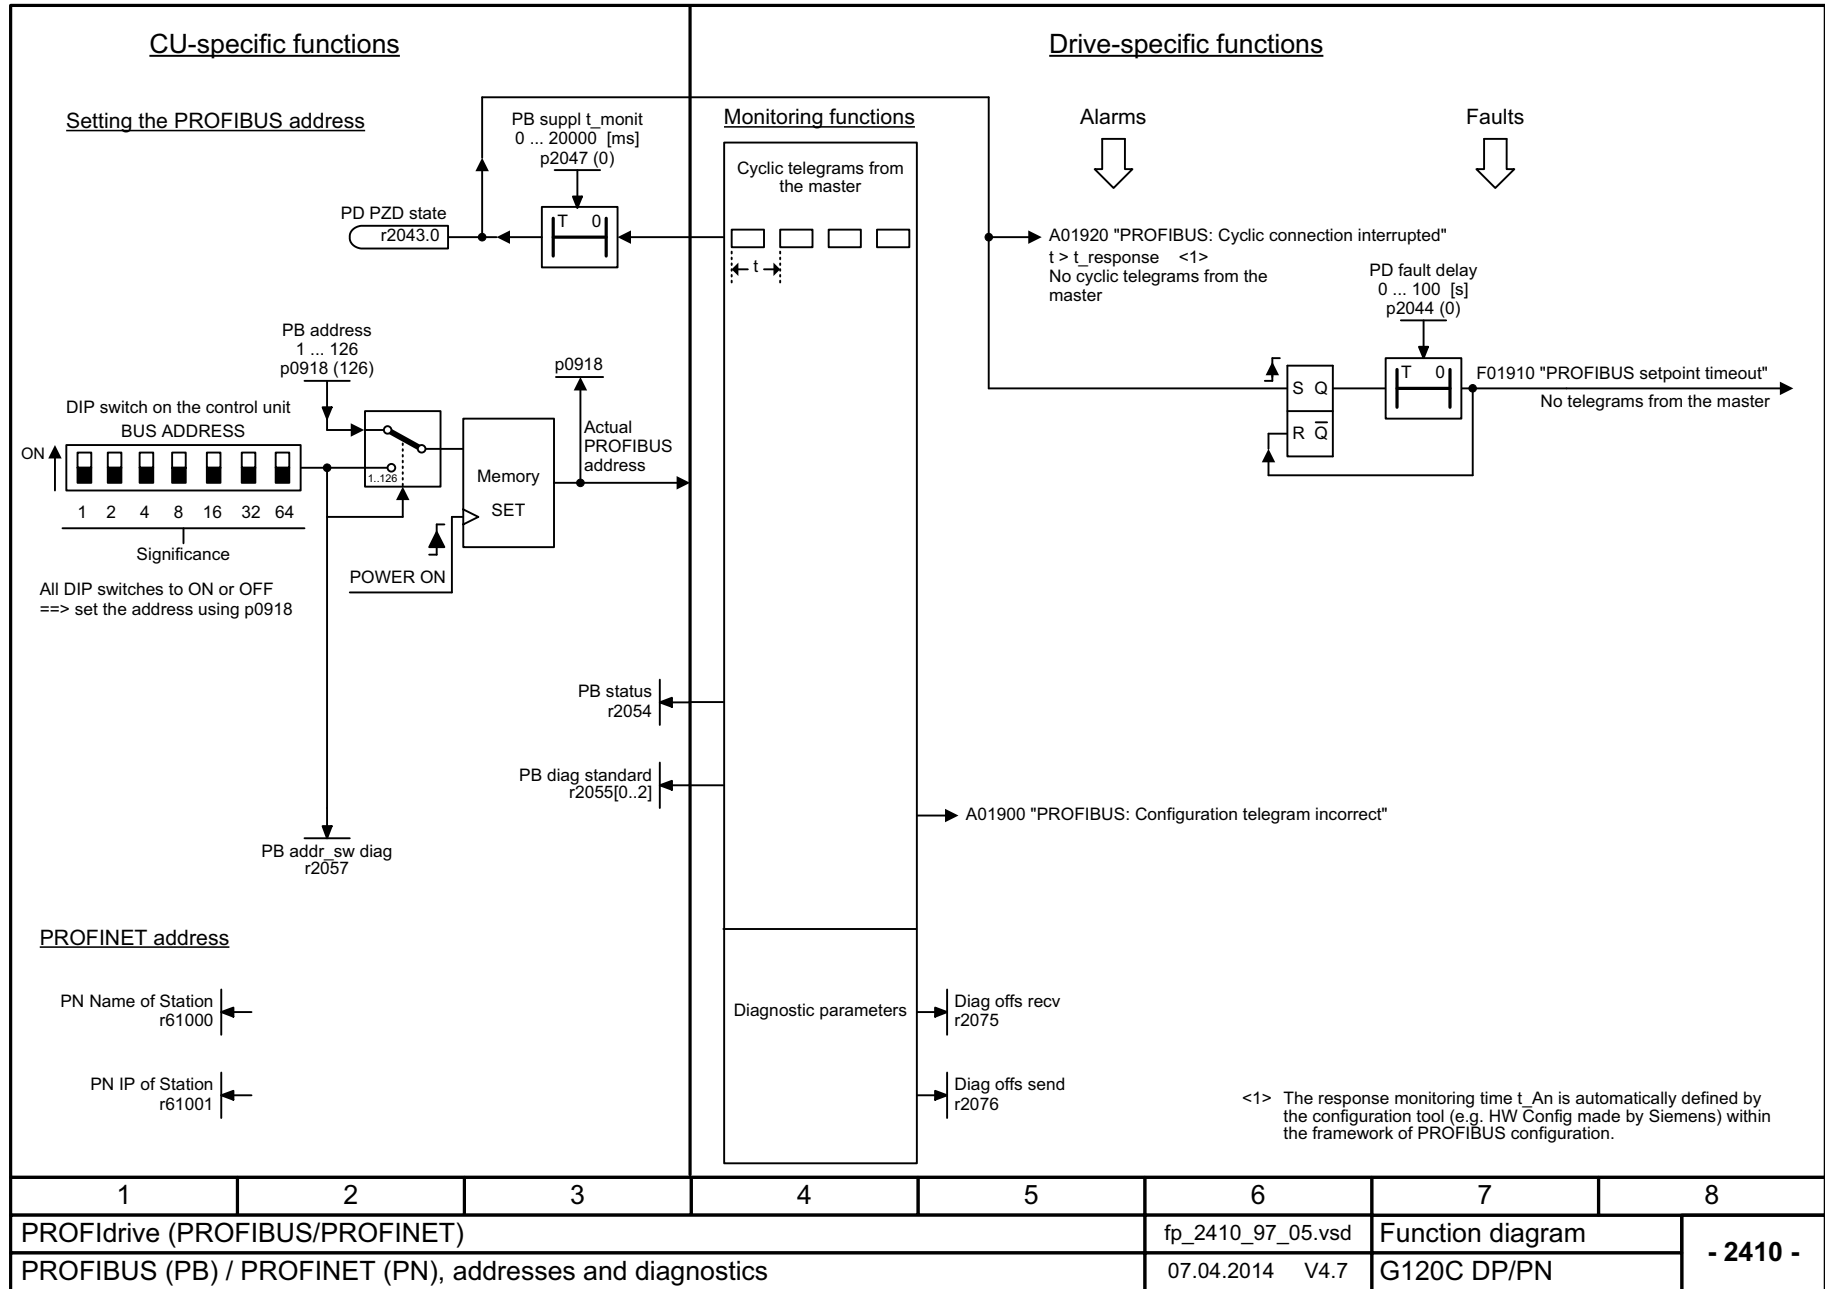 CU-specific functions
Drive-specific functions
Setting the PROFIBUS address
PB suppl t_monit
0 ... 20000 [ms]
p2047 (0)
T 0
PD PZD state
r2043.0
Monitoring functions
Cyclic telegrams from
the master
t
Alarms
Faults
A01920 "PROFIBUS: Cyclic connection interrupted"
t > t_response <1>
No cyclic telegrams from the
master
PD fault delay
0 ... 100 [s]
p2044 (0)
T 0
S Q
R Q̅
F01910 "PROFIBUS setpoint timeout"
No telegrams from the master
PB address
1 ... 126
p0918 (126)
DIP switch on the control unit
BUS ADDRESS
ON
1 2 4 8 16 32 64
Significance
1..126
p0918
Actual
PROFIBUS
address
Memory
SET
POWER ON
All DIP switches to ON or OFF
==> set the address using p0918
PB status
r2054
PB diag standard
r2055[0..2]
A01900 "PROFIBUS: Configuration telegram incorrect"
PB addr_sw diag
r2057
PROFINET address
PN Name of Station
r61000
PN IP of Station
r61001
Diagnostic parameters
Diag offs recv
r2075
Diag offs send
r2076
<1> The response monitoring time t_An is automatically defined by
the configuration tool (e.g. HW Config made by Siemens) within
the framework of PROFIBUS configuration.
1 2 3 4 5 6 7 8
PROFIdrive (PROFIBUS/PROFINET)
fp_2410_97_05.vsd
Function diagram
- 2410 -
PROFIBUS (PB) / PROFINET (PN), addresses and diagnostics
07.04.2014 V4.7
G120C DP/PN